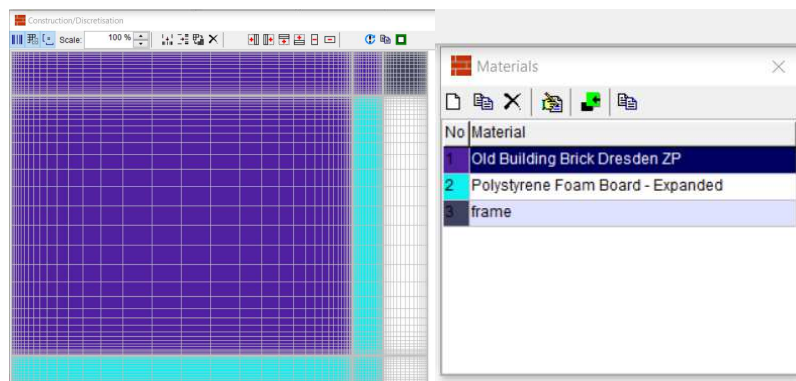 Construction/Discretisation
Scale: 100 %
Materials
No Material
1 Old Building Brick Dresden ZP
2 Polystyrene Foam Board - Expanded
3 frame